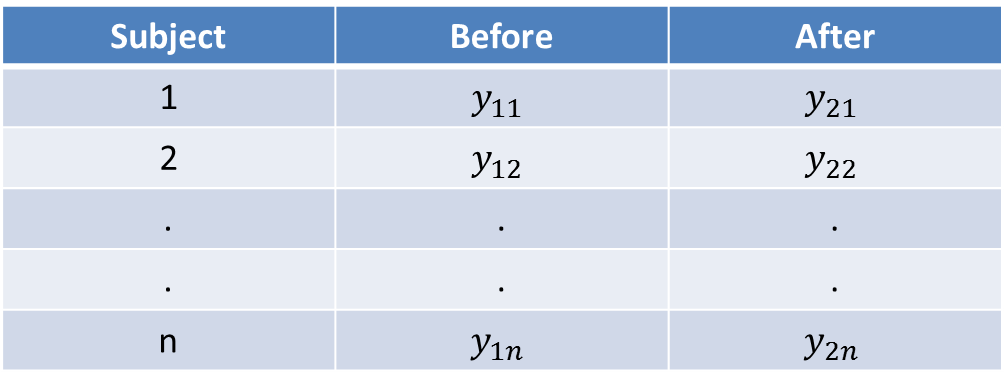 Subject Before After
1 y₁₁ y₂₁
2 y₁₂ y₂₂
. . .
. . .
n y₁ₙ y₂ₙ